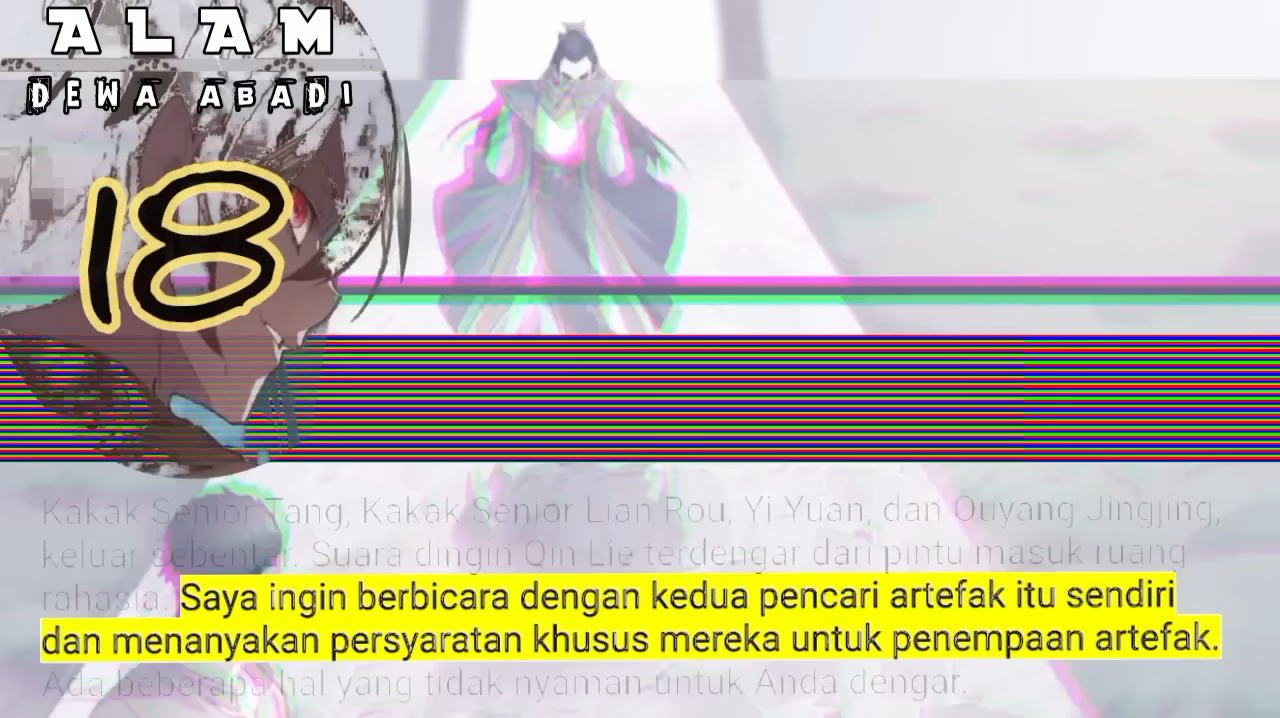 ALAM
DEWA ABADI
18
Kakak Senior Tang, Kakak Senior Lian Rou, Yi Yuan, dan Ouyang Jingjing,
keluar sebentar. Suara dingin Qin Lie terdengar dari pintu masuk ruang
rahasia. Saya ingin berbicara dengan kedua pencari artefak itu sendiri
dan menanyakan persyaratan khusus mereka untuk penempaan artefak.
Ada beberapa hal yang tidak nyaman untuk Anda dengar.